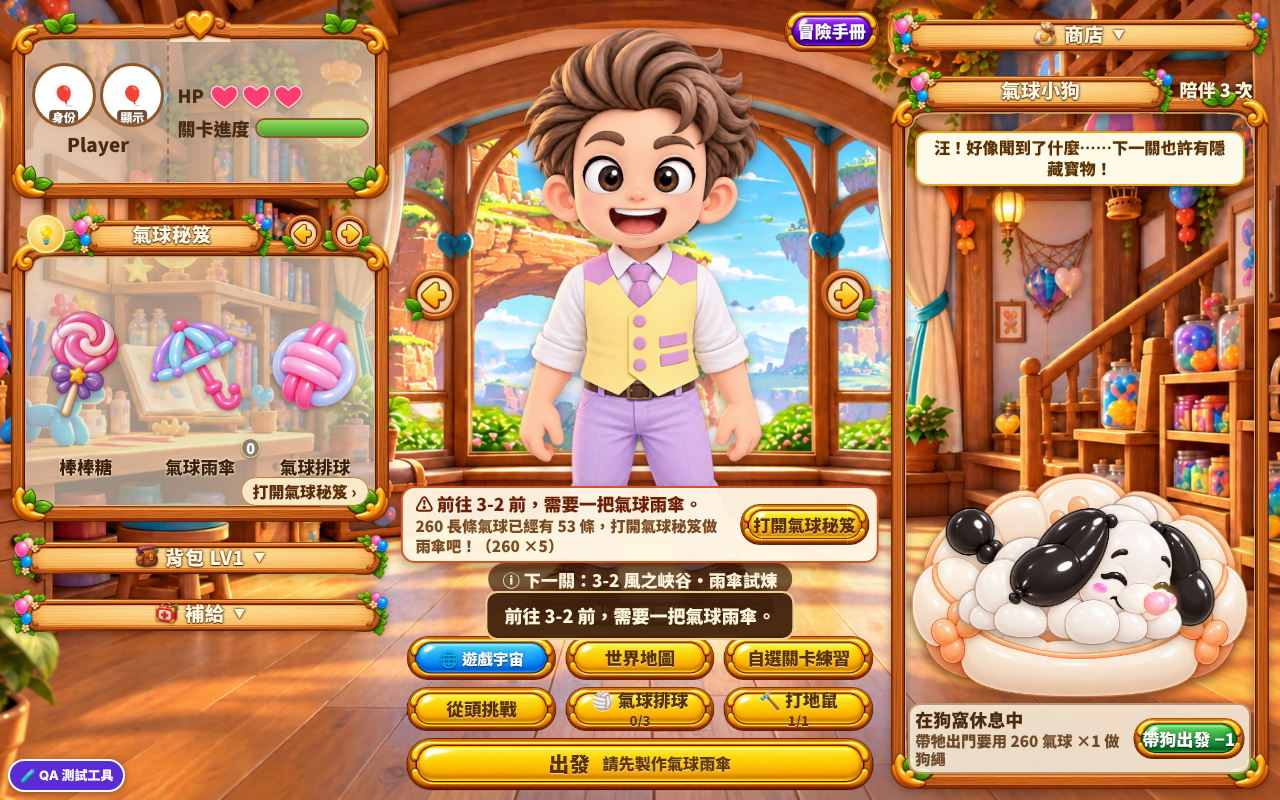 身份
顯示
Player
HP
關卡進度
氣球秘笈
棒棒糖
氣球雨傘
0
氣球排球
打開氣球秘笈 ›
背包 LV1 ▽
補給 ▽
冒險手冊
⚠ 前往 3-2 前，需要一把氣球雨傘。
260 長條氣球已經有 53 條，打開氣球秘笈做
雨傘吧！（260 ×5）
打開氣球秘笈
ⓘ 下一關：3-2 風之峽谷・雨傘試煉
前往 3-2 前，需要一把氣球雨傘。
遊戲宇宙
世界地圖
自選關卡練習
從頭挑戰
氣球排球
0/3
打地鼠
1/1
出發 請先製作氣球雨傘
商店 ▽
氣球小狗
陪伴 3 次
汪！好像聞到了什麼……下一關也許有隱
藏寶物！
在狗窩休息中
帶牠出門要用 260 氣球 ×1 做
狗繩
帶狗出發 −1
QA 測試工具